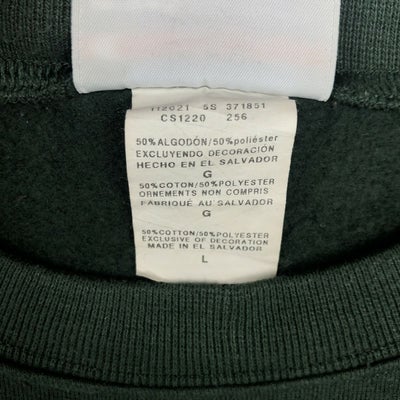 H2621 5S 371851
CS1220 256
50% ALGODÓN/50% poliéster
EXCLUYENDO DECORACIÓN
HECHO EN EL SALVADOR
G
50% COTON/50% POLYESTER
ORNEMENTS NON COMPRIS
FABRIQUÉ AU SALVADOR
G
50% COTTON/50% POLYESTER
EXCLUSIVE OF DECORATION
MADE IN EL SALVADOR
L